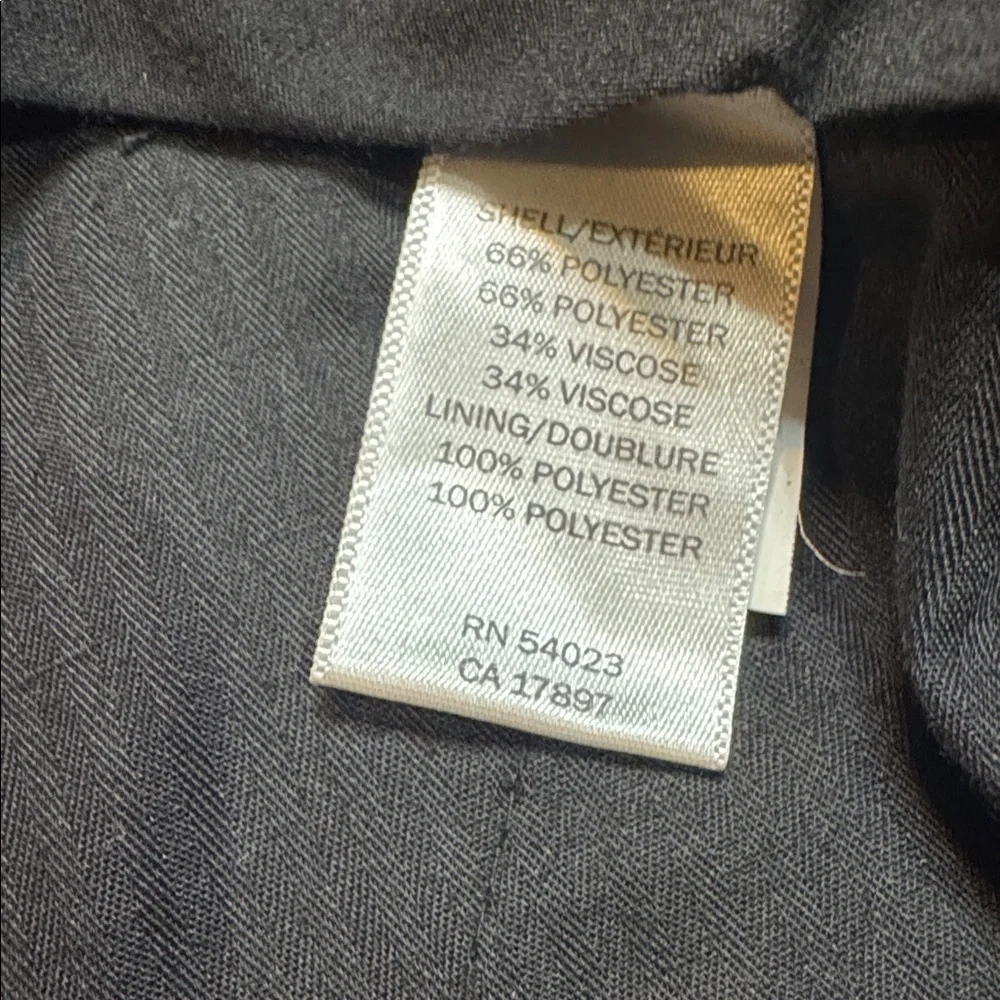 SHELL/EXTÉRIEUR
66% POLYESTER
66% POLYESTER
34% VISCOSE
34% VISCOSE
LINING/DOUBLURE
100% POLYESTER
100% POLYESTER
RN 54023
CA 17897